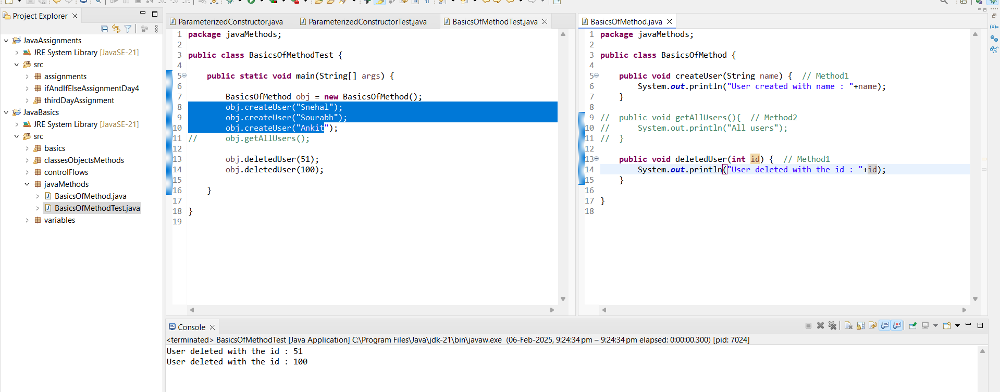 Project Explorer
JavaAssignments
JRE System Library [JavaSE-21]
src
assignments
ifAndIfElseAssignmentDay4
thirdDayAssignment
JavaBasics
JRE System Library [JavaSE-21]
src
basics
classesObjectsMethods
controlFlows
javaMethods
BasicsOfMethod.java
BasicsOfMethodTest.java
variables
ParameterizedConstructor.java
ParameterizedConstructorTest.java
BasicsOfMethodTest.java
1 package javaMethods;
2
3 public class BasicsOfMethodTest {
4
5 public static void main(String[] args) {
6
7 BasicsOfMethod obj = new BasicsOfMethod();
8 obj.createUser("Snehal");
9 obj.createUser("Sourabh");
10 obj.createUser("Ankit");
11 // obj.getAllUsers();
12
13 obj.deletedUser(51);
14 obj.deletedUser(100);
15
16 }
17
18 }
19
BasicsOfMethod.java
1 package javaMethods;
2
3 public class BasicsOfMethod {
4
5 public void createUser(String name) { // Method1
6 System.out.println("User created with name : "+name);
7 }
8
9 // public void getAllUsers(){ // Method2
10 // System.out.println("All users");
11 // }
12
13 public void deletedUser(int id) { // Method1
14 System.out.println("User deleted with the id : "+id);
15 }
16
17 }
18
(x)=
Console
<terminated> BasicsOfMethodTest [Java Application] C:\Program Files\Java\jdk-21\bin\javaw.exe (06-Feb-2025, 9:24:34 pm – 9:24:34 pm elapsed: 0:00:00.300) [pid: 7024]
User deleted with the id : 51
User deleted with the id : 100